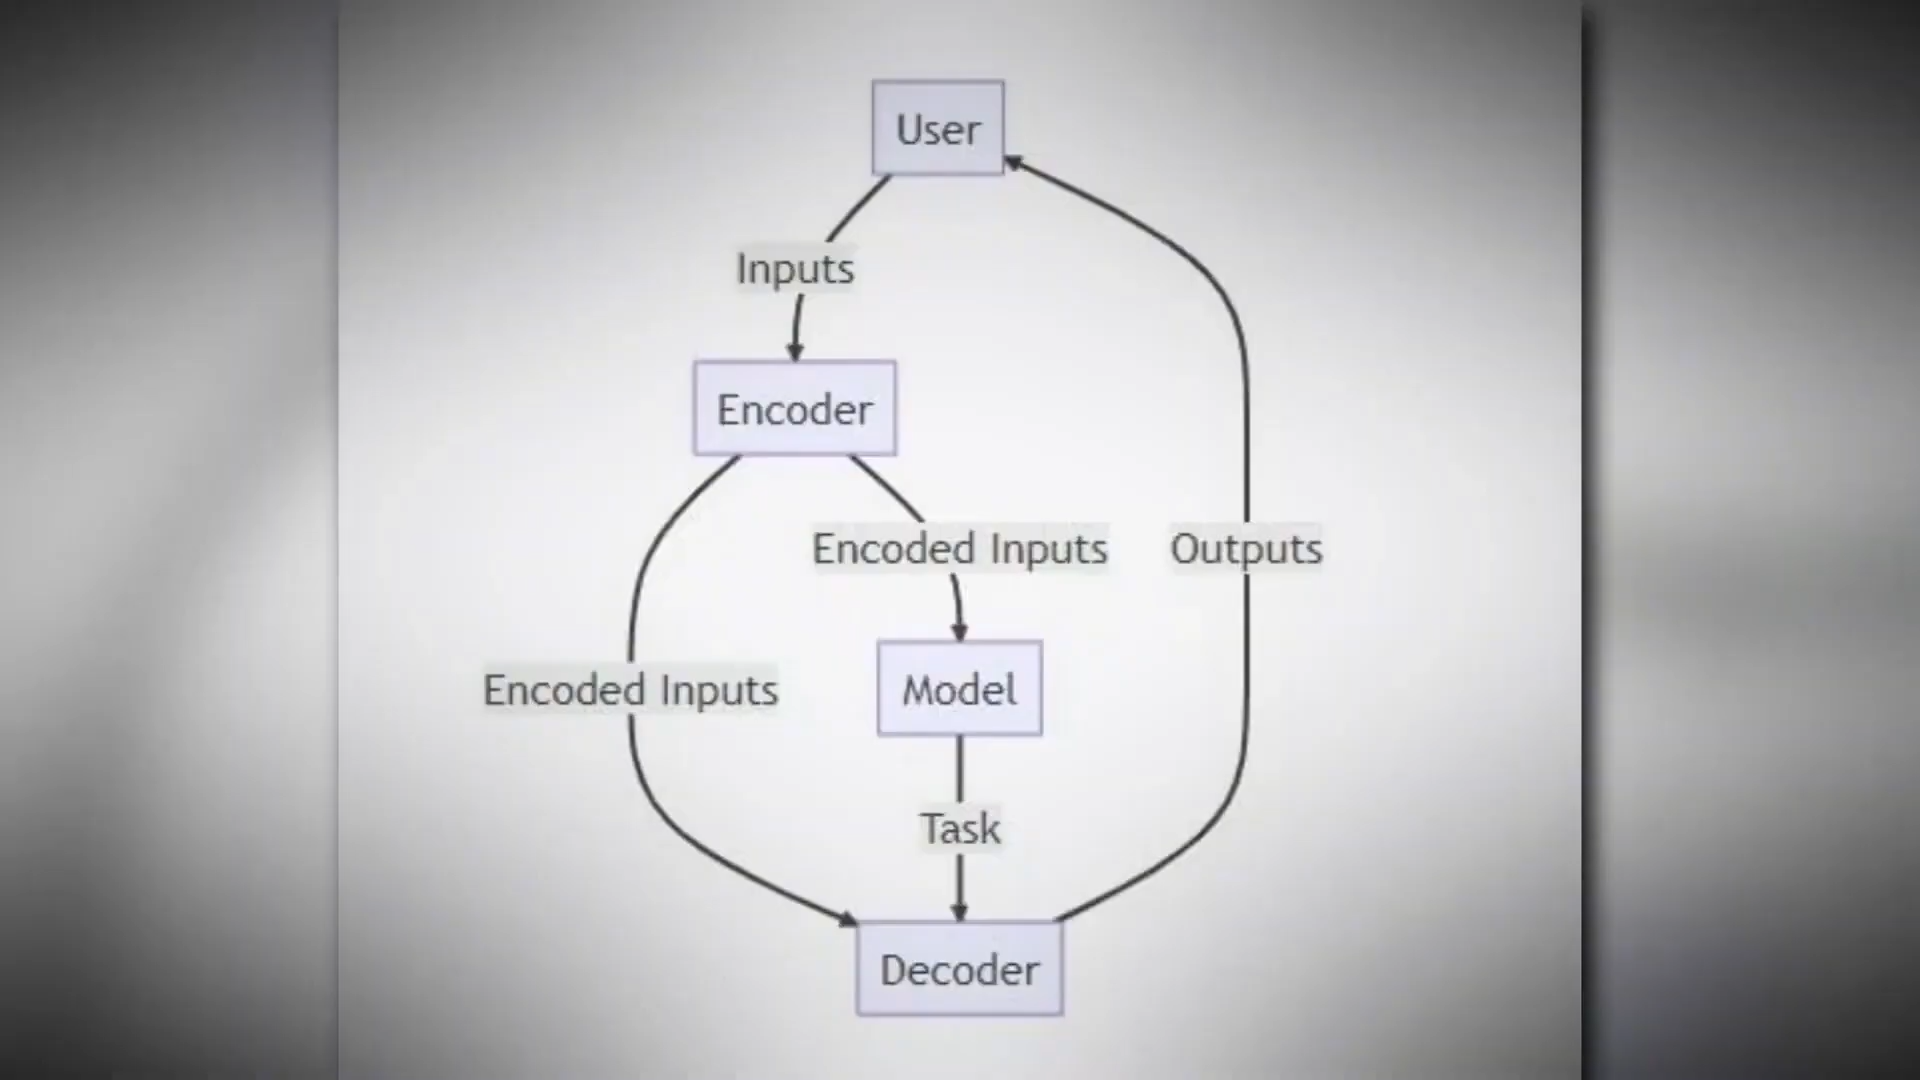 User
Inputs
Encoder
Encoded Inputs
Outputs
Encoded Inputs
Model
Task
Decoder